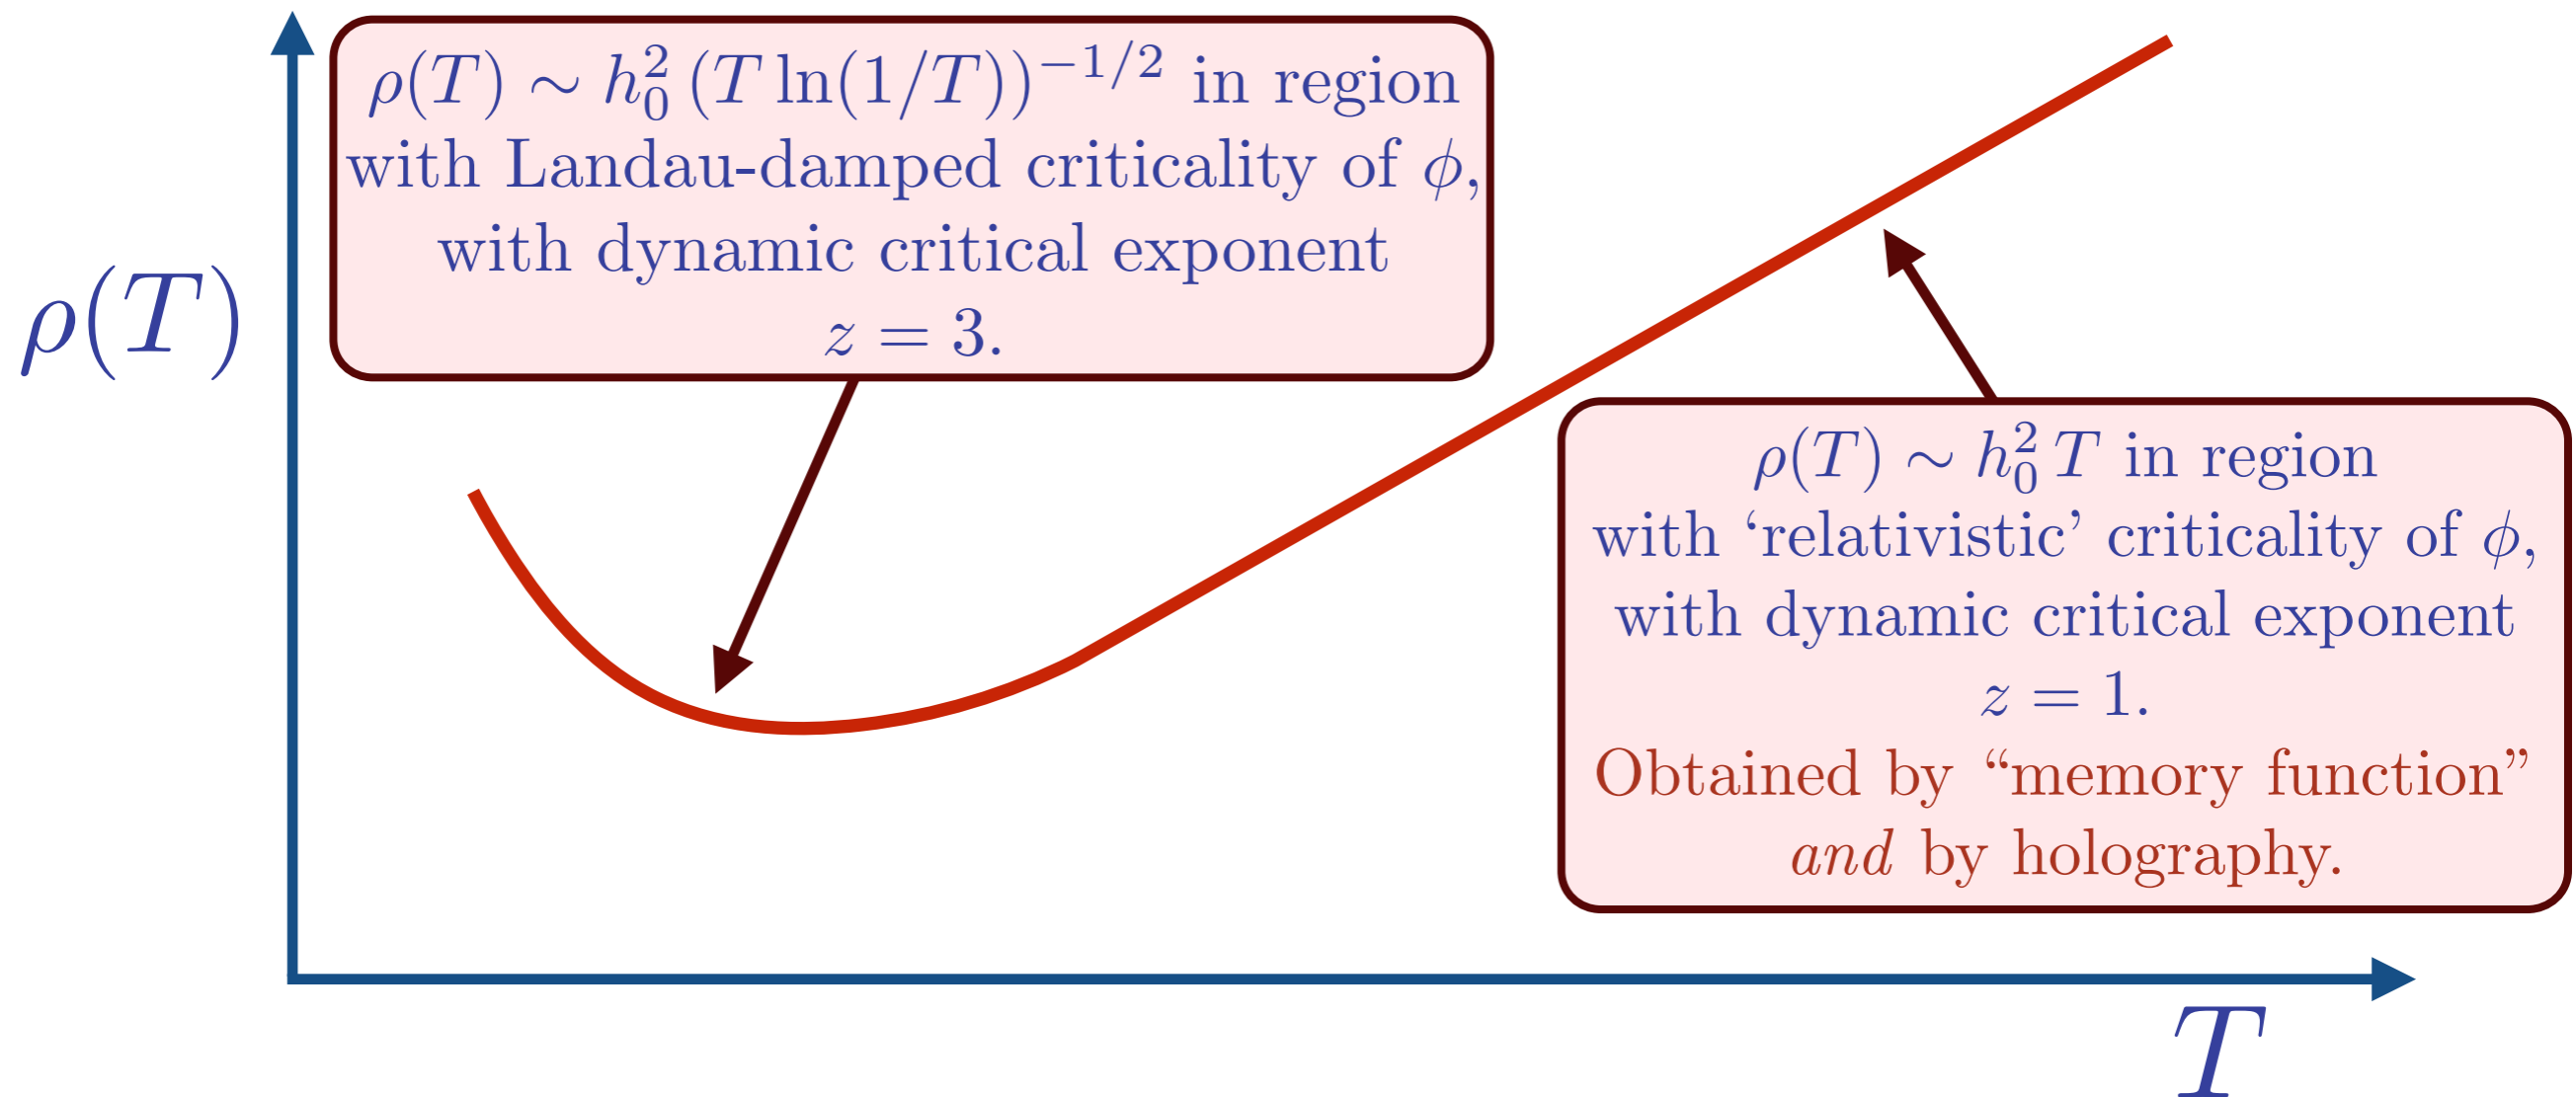 ρ(T) ∼ h₀² (T ln(1/T))^{−1/2} in region
with Landau-damped criticality of ϕ,
with dynamic critical exponent
z = 3.
ρ(T)
ρ(T) ∼ h₀² T in region
with ‘relativistic’ criticality of ϕ,
with dynamic critical exponent
z = 1.
Obtained by “memory function”
and by holography.
T